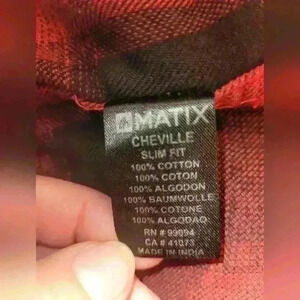 MATIX
CHEVILLE
SLIM FIT
100% COTTON
100% COTON
100% ALGODON
100% BAUMWOLLE
100% COTONE
100% ALGODAO
RN # 99094
CA # 41073
MADE IN INDIA